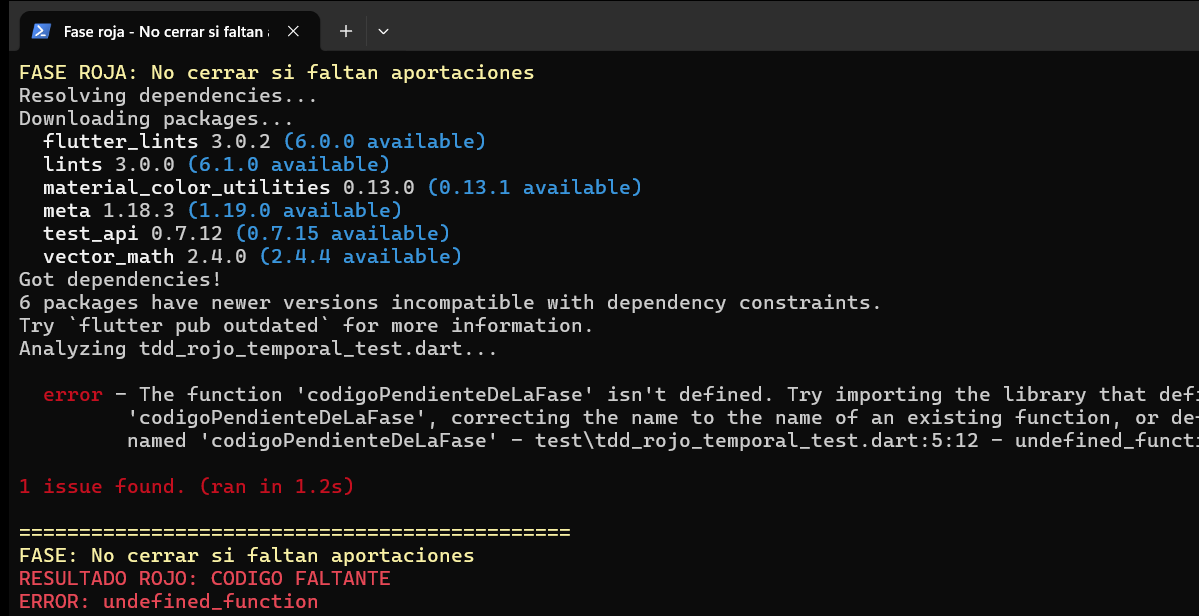 Fase roja - No cerrar si faltan
FASE ROJA: No cerrar si faltan aportaciones
Resolving dependencies...
Downloading packages...
flutter_lints 3.0.2 (6.0.0 available)
lints 3.0.0 (6.1.0 available)
material_color_utilities 0.13.0 (0.13.1 available)
meta 1.18.3 (1.19.0 available)
test_api 0.7.12 (0.7.15 available)
vector_math 2.4.0 (2.4.4 available)
Got dependencies!
6 packages have newer versions incompatible with dependency constraints.
Try `flutter pub outdated` for more information.
Analyzing tdd_rojo_temporal_test.dart...
error - The function 'codigoPendienteDeLaFase' isn't defined. Try importing the library that defi
'codigoPendienteDeLaFase', correcting the name to the name of an existing function, or de
named 'codigoPendienteDeLaFase' - test\tdd_rojo_temporal_test.dart:5:12 - undefined_functi
1 issue found. (ran in 1.2s)
==============================================
FASE: No cerrar si faltan aportaciones
RESULTADO ROJO: CODIGO FALTANTE
ERROR: undefined_function